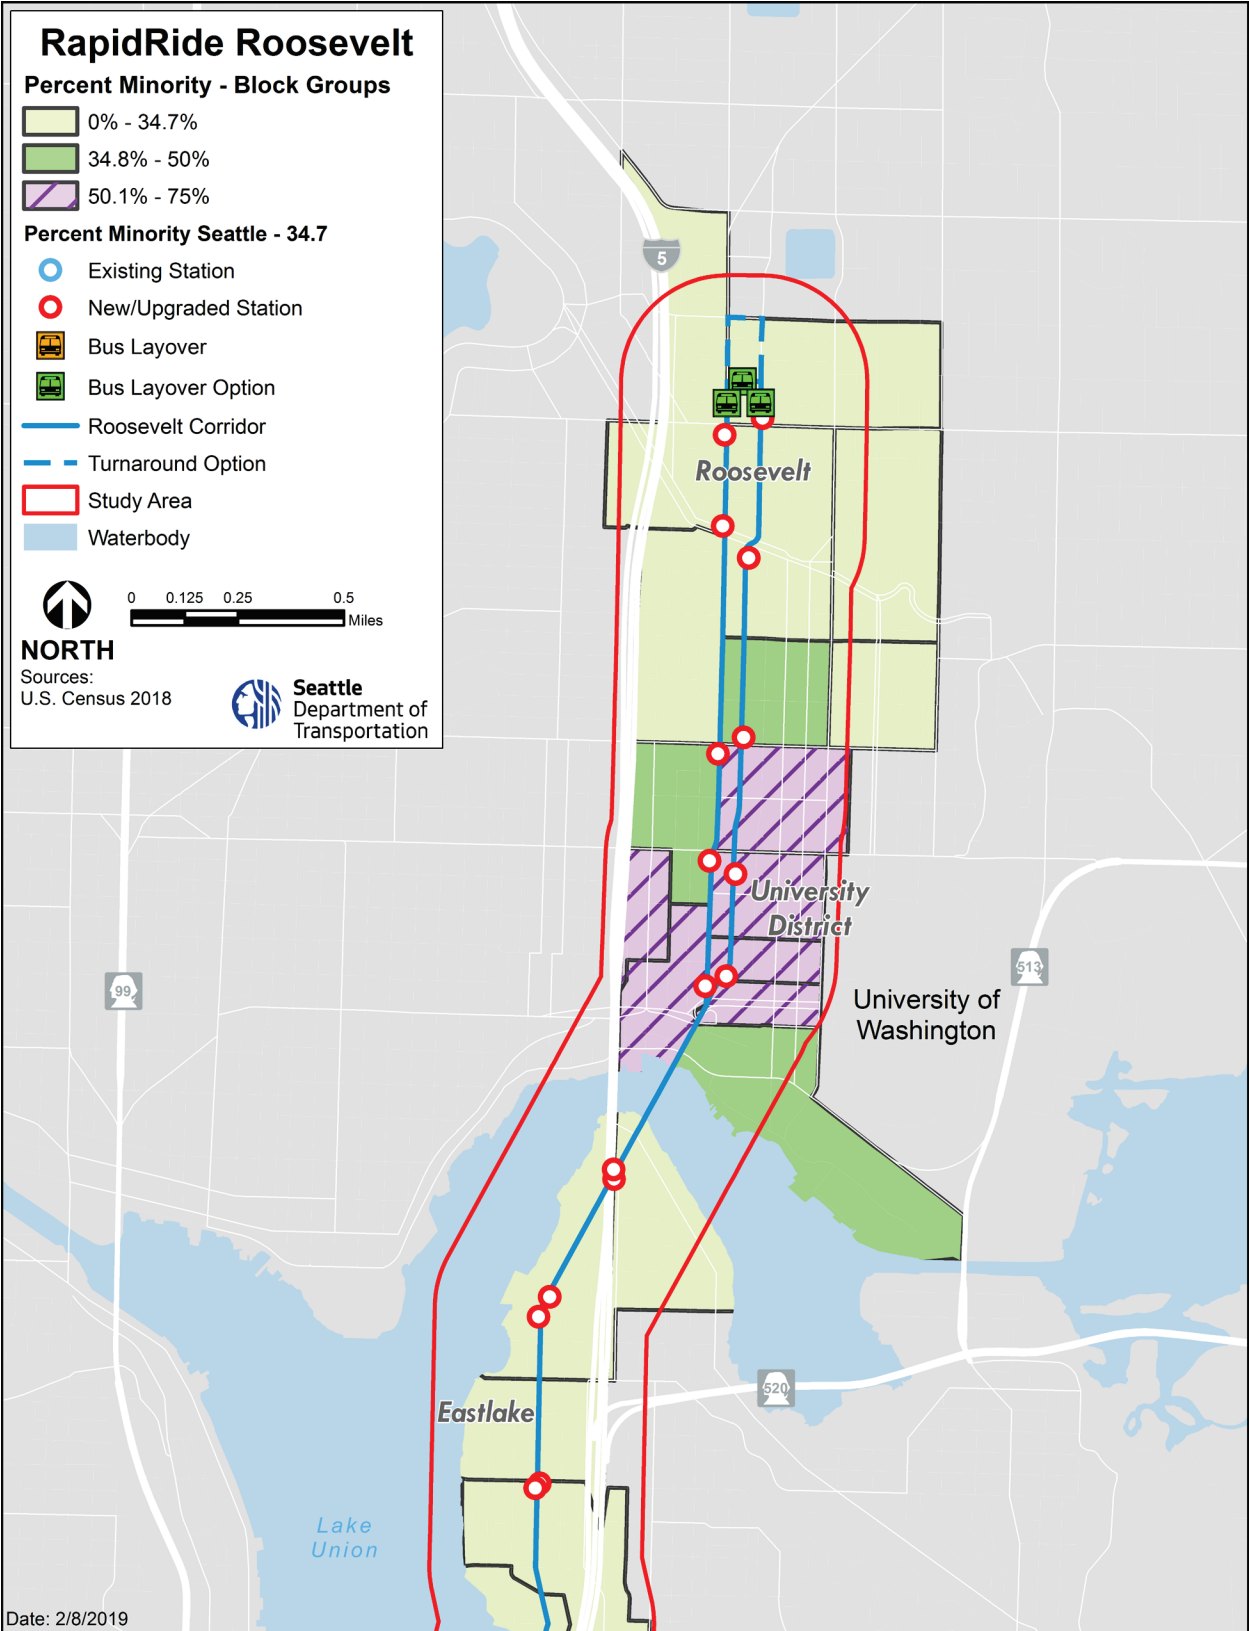 RapidRide Roosevelt
Percent Minority - Block Groups
0% - 34.7%
34.8% - 50%
50.1% - 75%
Percent Minority Seattle - 34.7
Existing Station
New/Upgraded Station
Bus Layover
Bus Layover Option
Roosevelt Corridor
Turnaround Option
Study Area
Waterbody
0 0.125 0.25 0.5
Miles
NORTH
Sources:
U.S. Census 2018
Seattle
Department of
Transportation
5
Roosevelt
University
District
99
513
University of
Washington
520
Eastlake
Lake
Union
Date: 2/8/2019